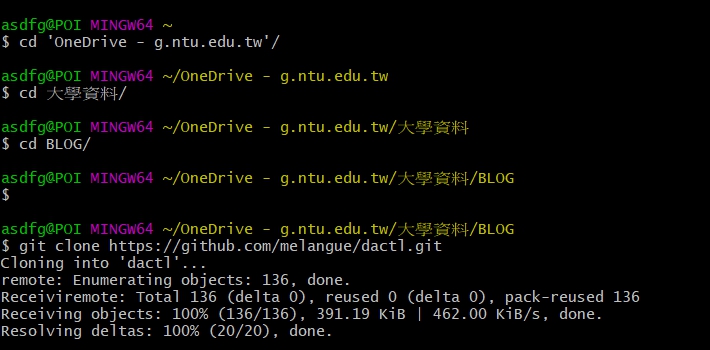 asdfg@POI MINGW64 ~
$ cd 'OneDrive - g.ntu.edu.tw'/
asdfg@POI MINGW64 ~/OneDrive - g.ntu.edu.tw
$ cd 大學資料/
asdfg@POI MINGW64 ~/OneDrive - g.ntu.edu.tw/大學資料
$ cd BLOG/
asdfg@POI MINGW64 ~/OneDrive - g.ntu.edu.tw/大學資料/BLOG
$
asdfg@POI MINGW64 ~/OneDrive - g.ntu.edu.tw/大學資料/BLOG
$ git clone https://github.com/melangue/dactl.git
Cloning into 'dactl'...
remote: Enumerating objects: 136, done.
Receiviremote: Total 136 (delta 0), reused 0 (delta 0), pack-reused 136
Receiving objects: 100% (136/136), 391.19 KiB | 462.00 KiB/s, done.
Resolving deltas: 100% (20/20), done.